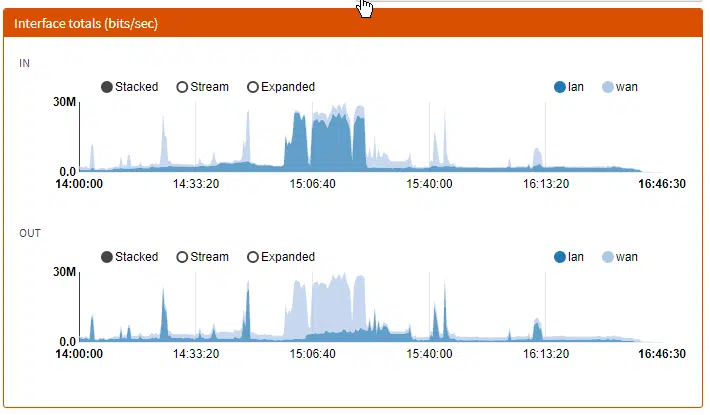 Interface totals (bits/sec)
IN
Stacked Stream Expanded lan wan
30M
0.0
14:00:00 14:33:20 15:06:40 15:40:00 16:13:20 16:46:30
OUT
Stacked Stream Expanded lan wan
30M
0.0
14:00:00 14:33:20 15:06:40 15:40:00 16:13:20 16:46:30